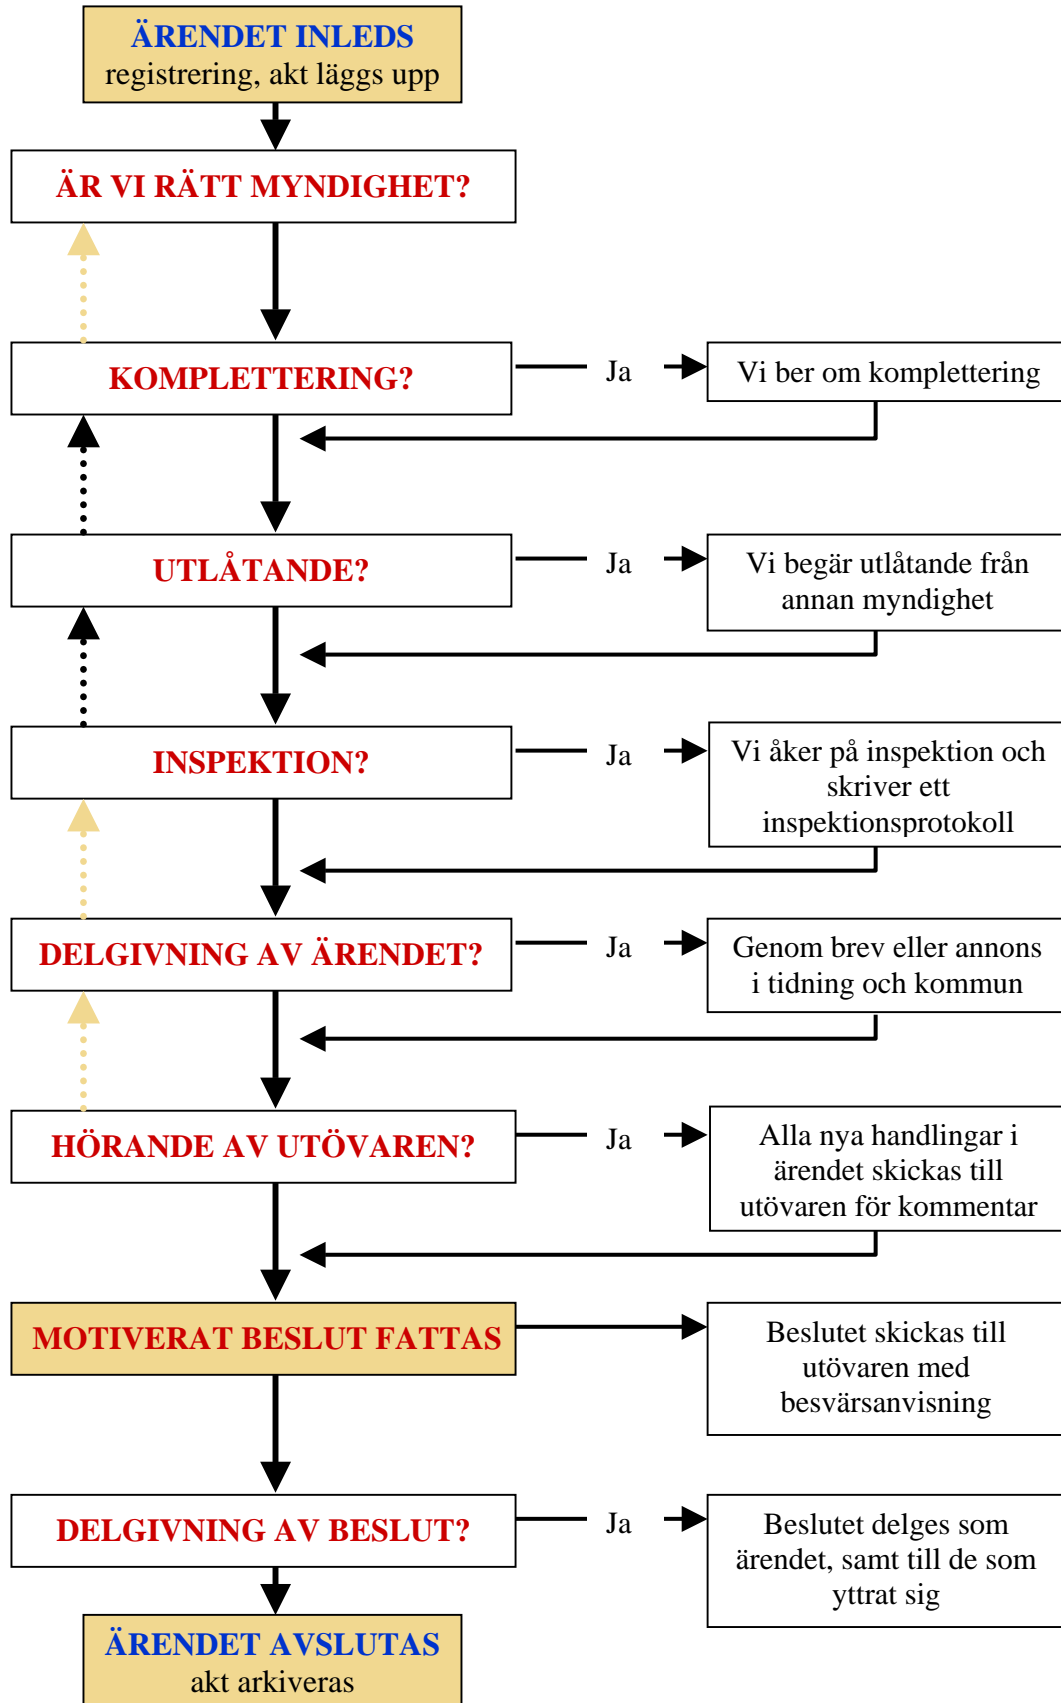 ÄRENDET INLEDS
registrering, akt läggs upp
ÄR VI RÄTT MYNDIGHET?
KOMPLETTERING?
Ja
Vi ber om komplettering
UTLÅTANDE?
Ja
Vi begär utlåtande från
annan myndighet
INSPEKTION?
Ja
Vi åker på inspektion och
skriver ett
inspektionsprotokoll
DELGIVNING AV ÄRENDET?
Ja
Genom brev eller annons
i tidning och kommun
HÖRANDE AV UTÖVAREN?
Ja
Alla nya handlingar i
ärendet skickas till
utövaren för kommentar
MOTIVERAT BESLUT FATTAS
Beslutet skickas till
utövaren med
besvärsanvisning
DELGIVNING AV BESLUT?
Ja
Beslutet delges som
ärendet, samt till de som
yttrat sig
ÄRENDET AVSLUTAS
akt arkiveras